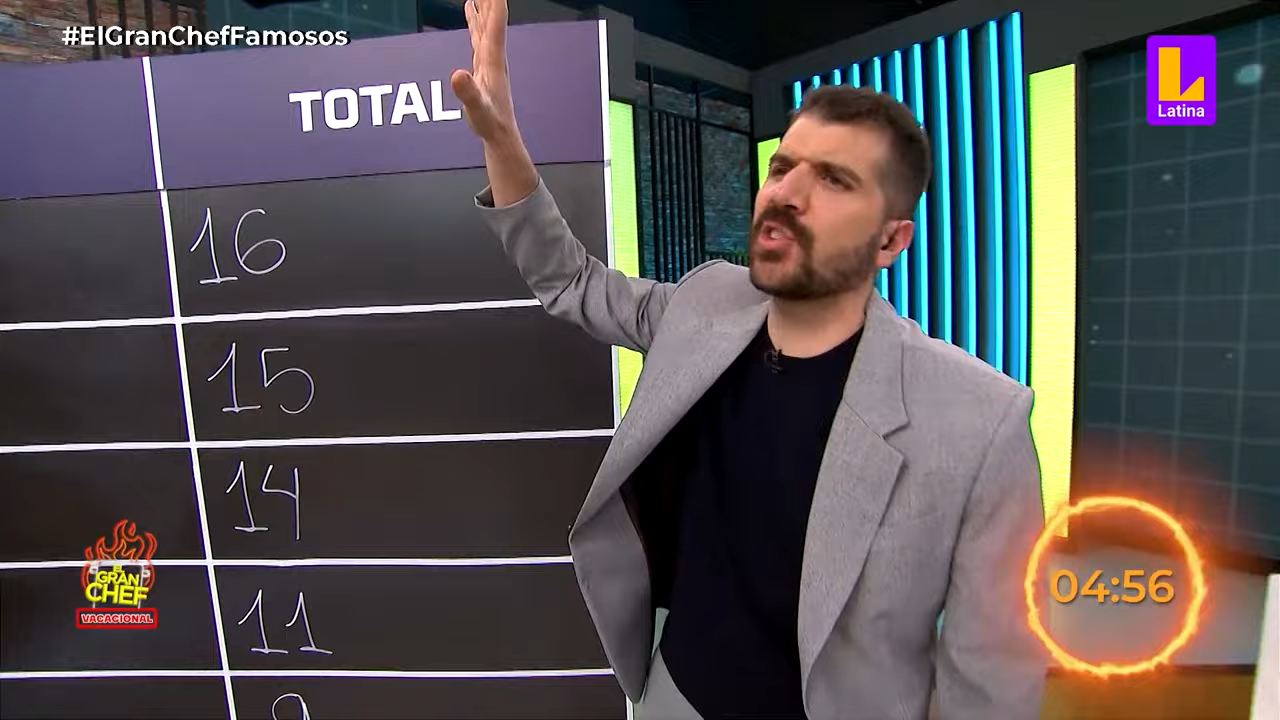 #ElGranChefFamosos
Latina
TOTAL
16
15
14
11
EL
GRAN
CHEF
VACACIONAL
04:56